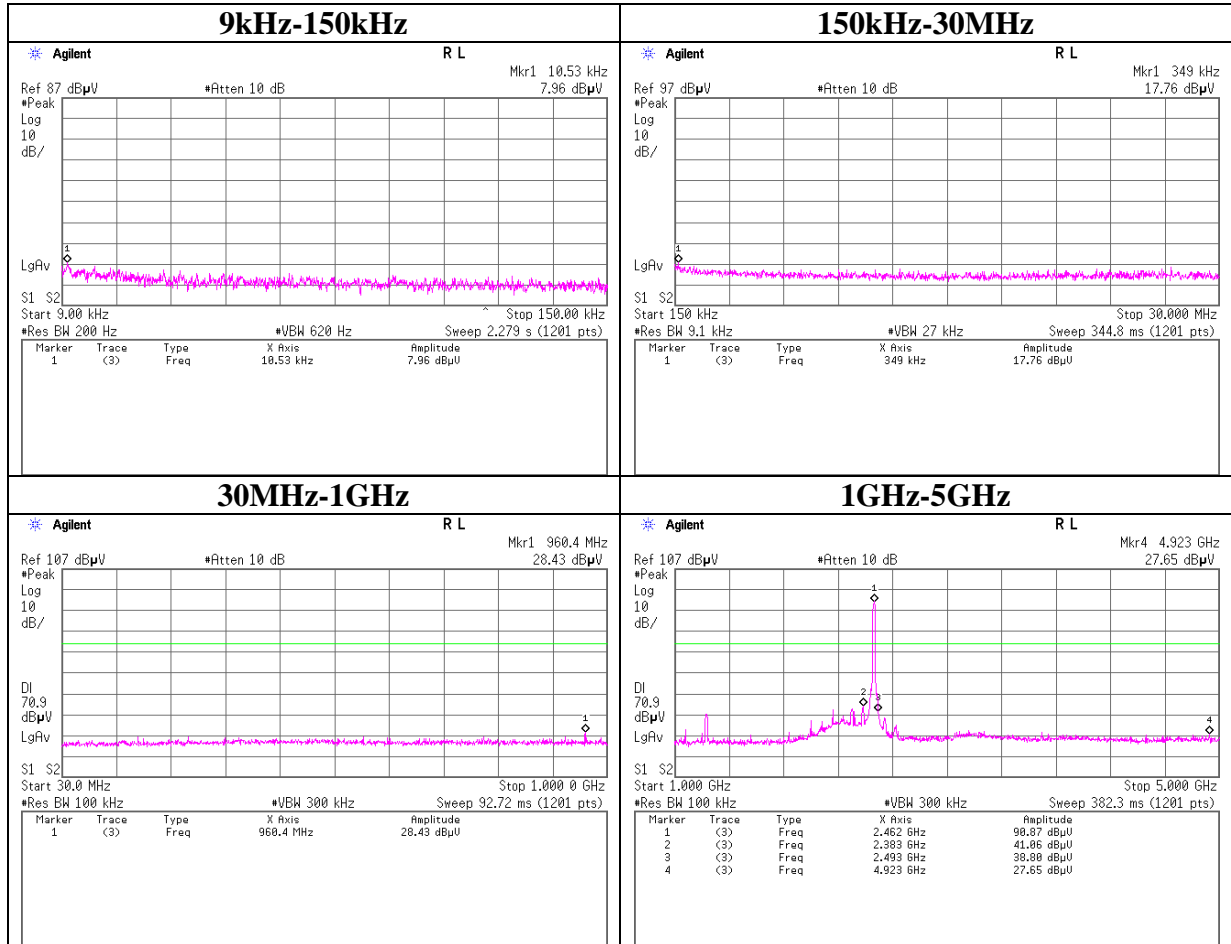 9kHz-150kHz
Agilent R L
Mkr1 10.53 kHz
Ref 87 dBµV #Atten 10 dB 7.96 dBµV
#Peak
Log
10
dB/
1
LgAv
S1 S2
Start 9.00 kHz ^ Stop 150.00 kHz
#Res BW 200 Hz #VBW 620 Hz Sweep 2.279 s (1201 pts)
Marker Trace Type X Axis Amplitude
1 (3) Freq 10.53 kHz 7.96 dBµV
150kHz-30MHz
Agilent R L
Mkr1 349 kHz
Ref 97 dBµV #Atten 10 dB 17.76 dBµV
#Peak
Log
10
dB/
1
LgAv
S1 S2
Start 150 kHz Stop 30.000 MHz
#Res BW 9.1 kHz #VBW 27 kHz Sweep 344.8 ms (1201 pts)
Marker Trace Type X Axis Amplitude
1 (3) Freq 349 kHz 17.76 dBµV
30MHz-1GHz
Agilent R L
Mkr1 960.4 MHz
Ref 107 dBµV #Atten 10 dB 28.43 dBµV
#Peak
Log
10
dB/
DI
70.9
dBµV
1
LgAv
S1 S2
Start 30.0 MHz Stop 1.000 0 GHz
#Res BW 100 kHz #VBW 300 kHz Sweep 92.72 ms (1201 pts)
Marker Trace Type X Axis Amplitude
1 (3) Freq 960.4 MHz 28.43 dBµV
1GHz-5GHz
Agilent R L
Mkr4 4.923 GHz
Ref 107 dBµV #Atten 10 dB 27.65 dBµV
#Peak
1
Log
10
dB/
DI
2 3
70.9
dBµV
4
LgAv
S1 S2
Start 1.000 GHz Stop 5.000 GHz
#Res BW 100 kHz #VBW 300 kHz Sweep 382.3 ms (1201 pts)
Marker Trace Type X Axis Amplitude
1 (3) Freq 2.462 GHz 90.87 dBµV
2 (3) Freq 2.383 GHz 41.06 dBµV
3 (3) Freq 2.493 GHz 38.80 dBµV
4 (3) Freq 4.923 GHz 27.65 dBµV